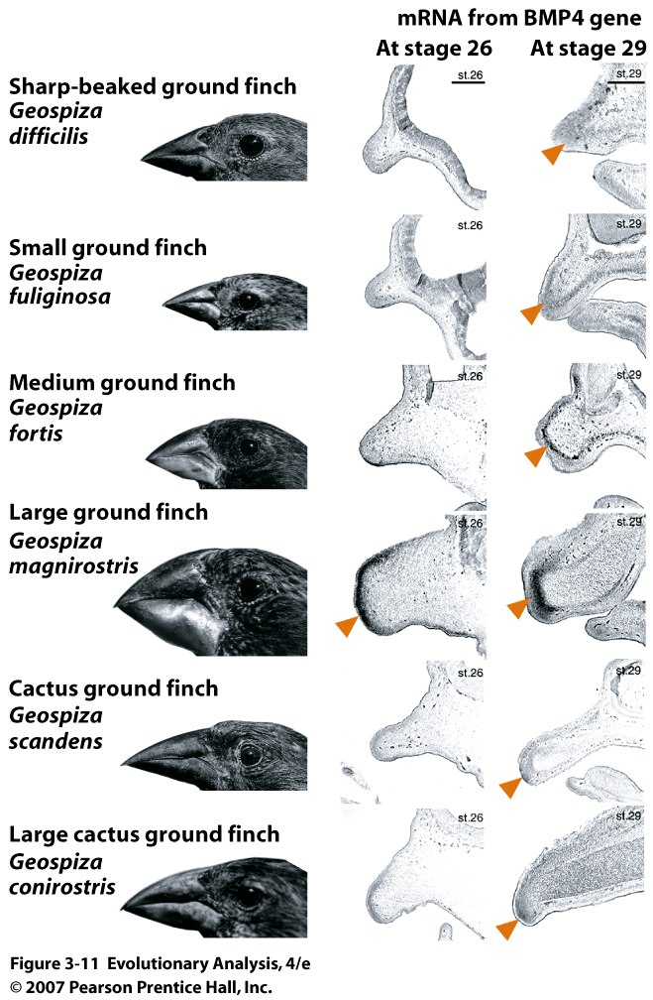 mRNA from BMP4 gene
At stage 26 At stage 29
Sharp-beaked ground finch
Geospiza
difficilis
st.26
st.29
Small ground finch
Geospiza
fuliginosa
st.26
st.29
Medium ground finch
Geospiza
fortis
st.26
st.29
Large ground finch
Geospiza
magnirostris
st.26
st.29
Cactus ground finch
Geospiza
scandens
st.26
st.29
Large cactus ground finch
Geospiza
conirostris
st.26
st.29
Figure 3-11 Evolutionary Analysis, 4/e
© 2007 Pearson Prentice Hall, Inc.